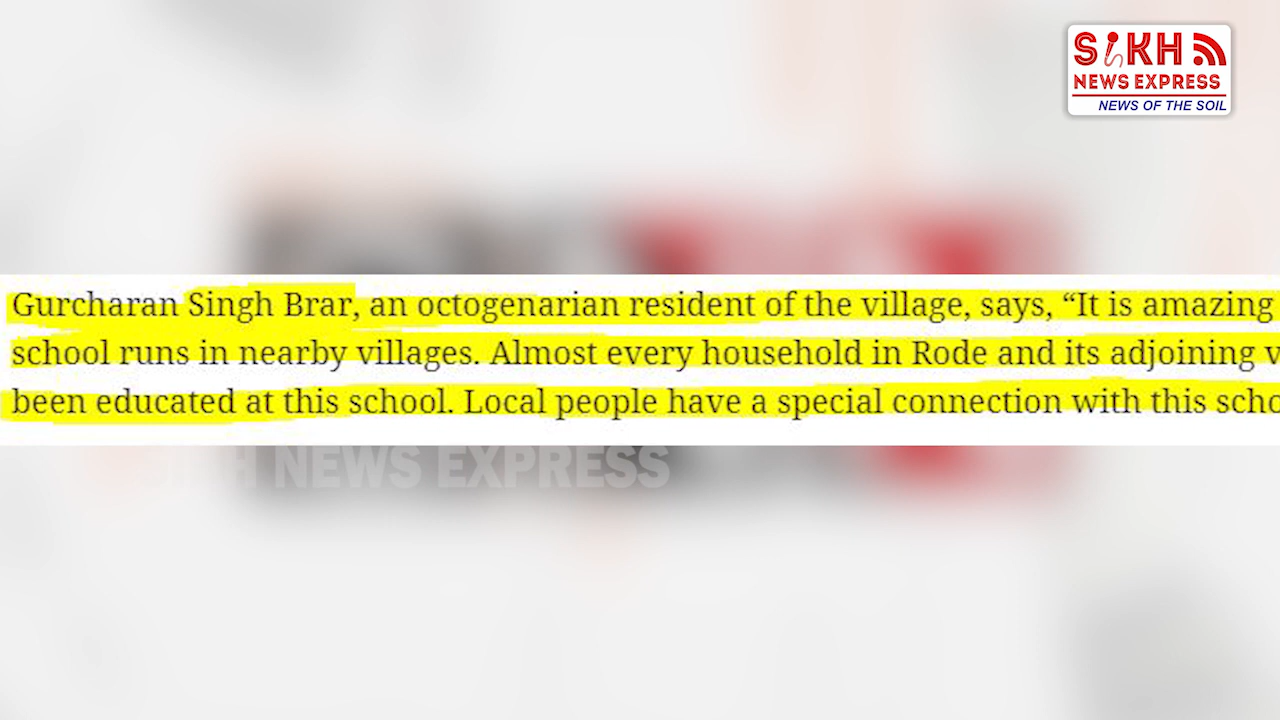 SIKH
NEWS EXPRESS
NEWS OF THE SOIL
Gurcharan Singh Brar, an octogenarian resident of the village, says, “It is amazing
school runs in nearby villages. Almost every household in Rode and its adjoining
been educated at this school. Local people have a special connection with this
NEWS EXPRESS